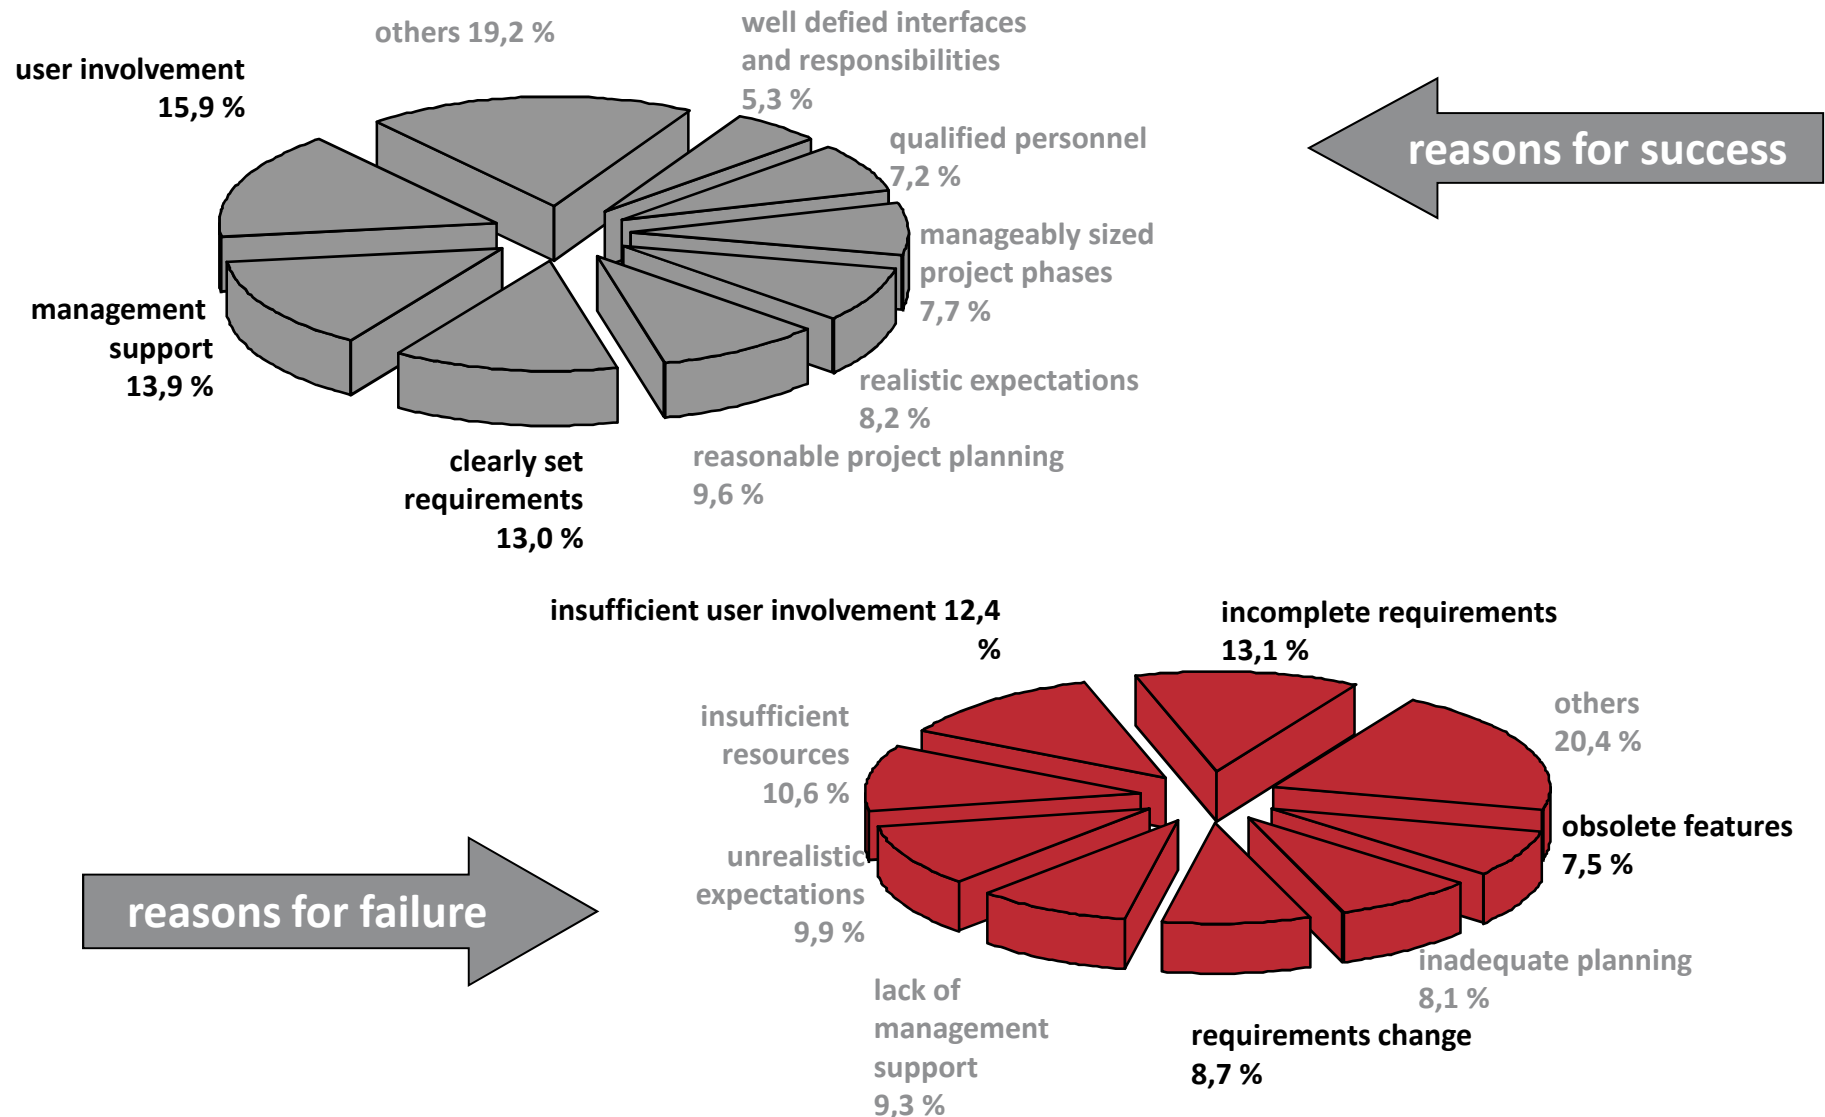 others 19,2 %
well defied interfaces
and responsibilities
5,3 %
user involvement
15,9 %
qualified personnel
7,2 %
reasons for success
manageably sized
project phases
7,7 %
management
support
13,9 %
realistic expectations
8,2 %
clearly set
requirements
13,0 %
reasonable project planning
9,6 %
insufficient user involvement 12,4
%
incomplete requirements
13,1 %
others
20,4 %
insufficient
resources
10,6 %
obsolete features
7,5 %
unrealistic
expectations
9,9 %
reasons for failure
inadequate planning
8,1 %
lack of
management
support
9,3 %
requirements change
8,7 %